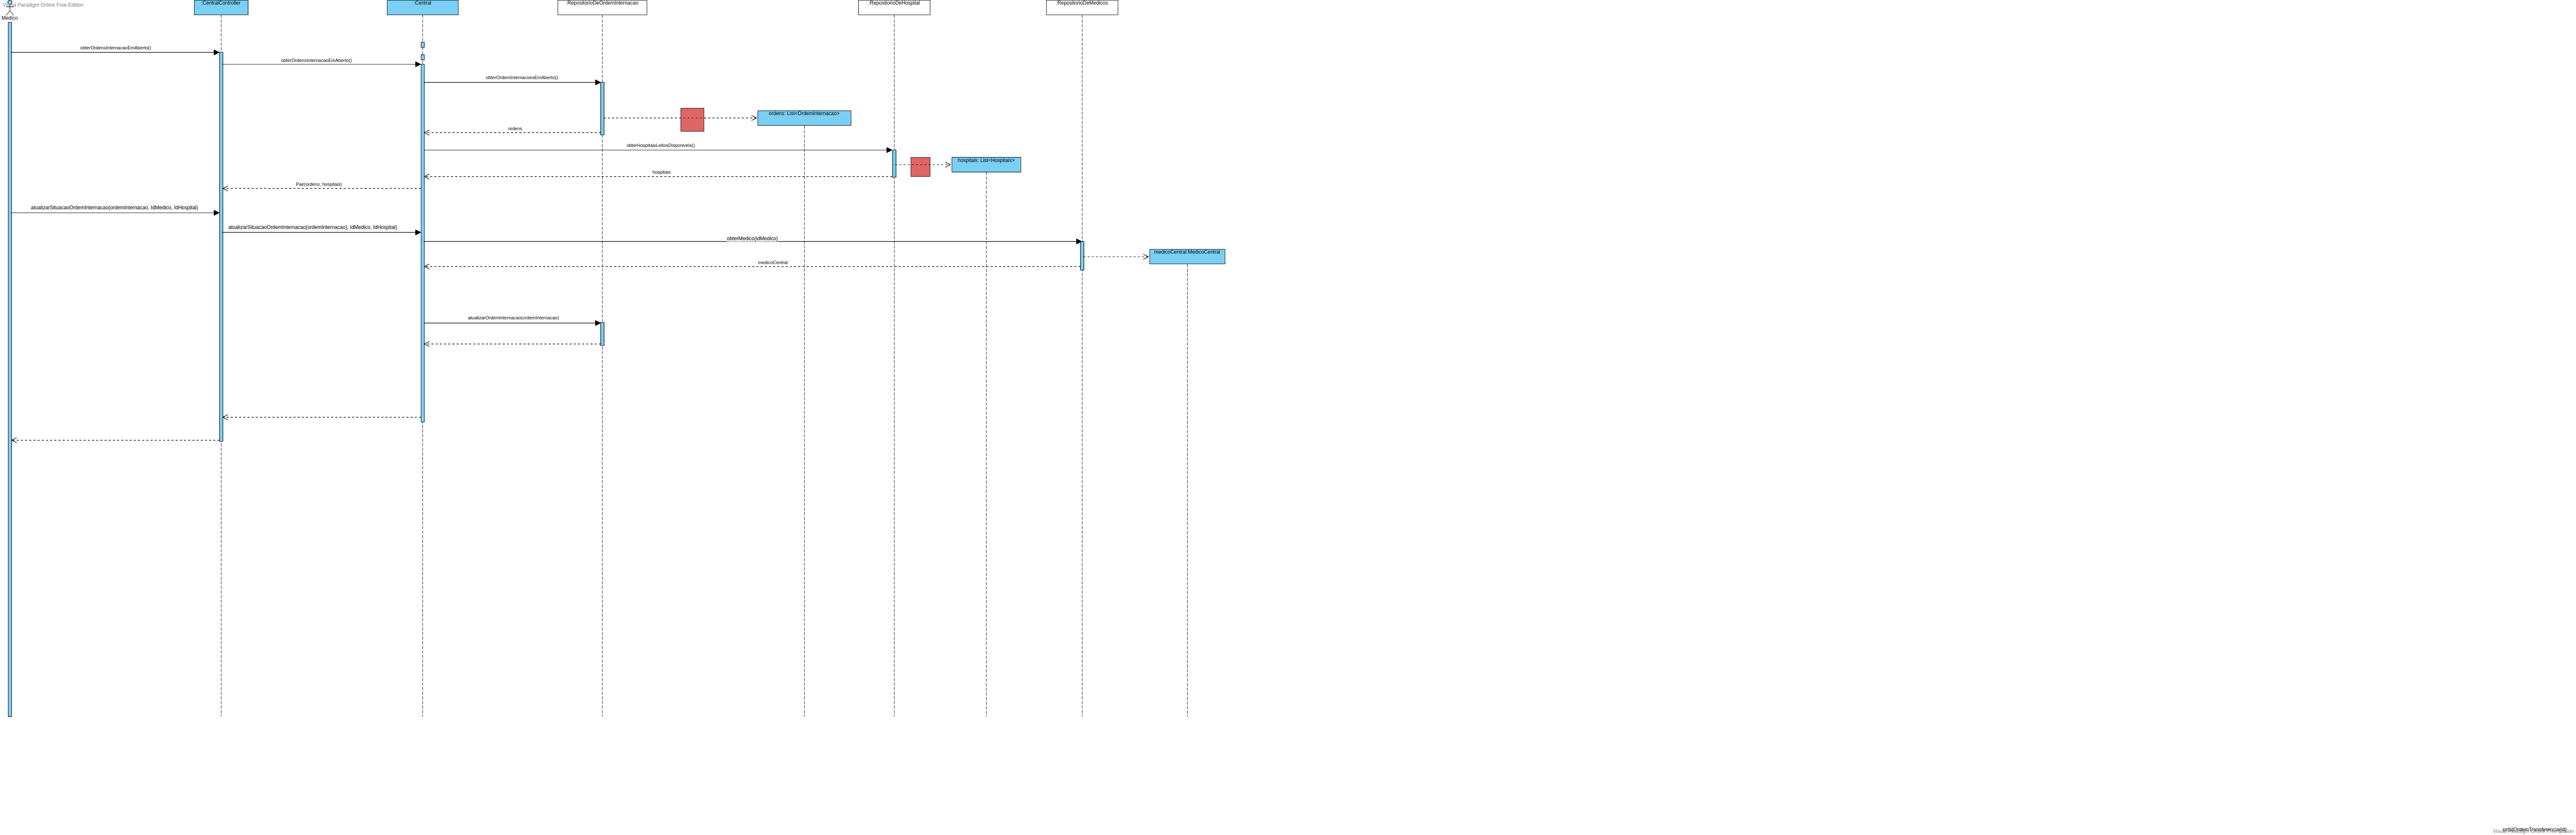 Visual Paradigm Online Free Edition
Medico
:CentralController
:Central
:RepositorioDeOrdemInternacao
:RepositorioDeHospital
:RepositorioDeMedicos
obterOrdensInternacaoEmAberto()
obterOrdensInternacaoEmAberto()
obterOrdemInternacoesEmAberto()
ordens: List<OrdemInternacao>
ordens
obterHospitaisLeitosDisponiveis()
hospitais: List<Hospitais>
hospitais
Pair(ordens, hospitais)
atualizarSituacaoOrdemInternacao(ordemInternacao, IdMedico, IdHospital)
atualizarSituacaoOrdemInternacao(ordemInternacao), IdMedico, IdHospital)
obterMedico(IdMedico)
medicoCentral:MedicoCentral
medicoCentral
atualizarOrdemInternacao(ordemInternacao)